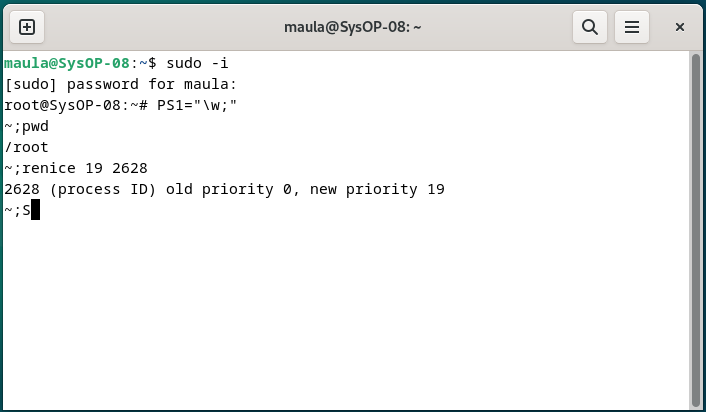 maula@SysOP-08: ~
maula@SysOP-08:~$ sudo -i
[sudo] password for maula:
root@SysOP-08:~# PS1="\w;"
~;pwd
/root
~;renice 19 2628
2628 (process ID) old priority 0, new priority 19
~;S